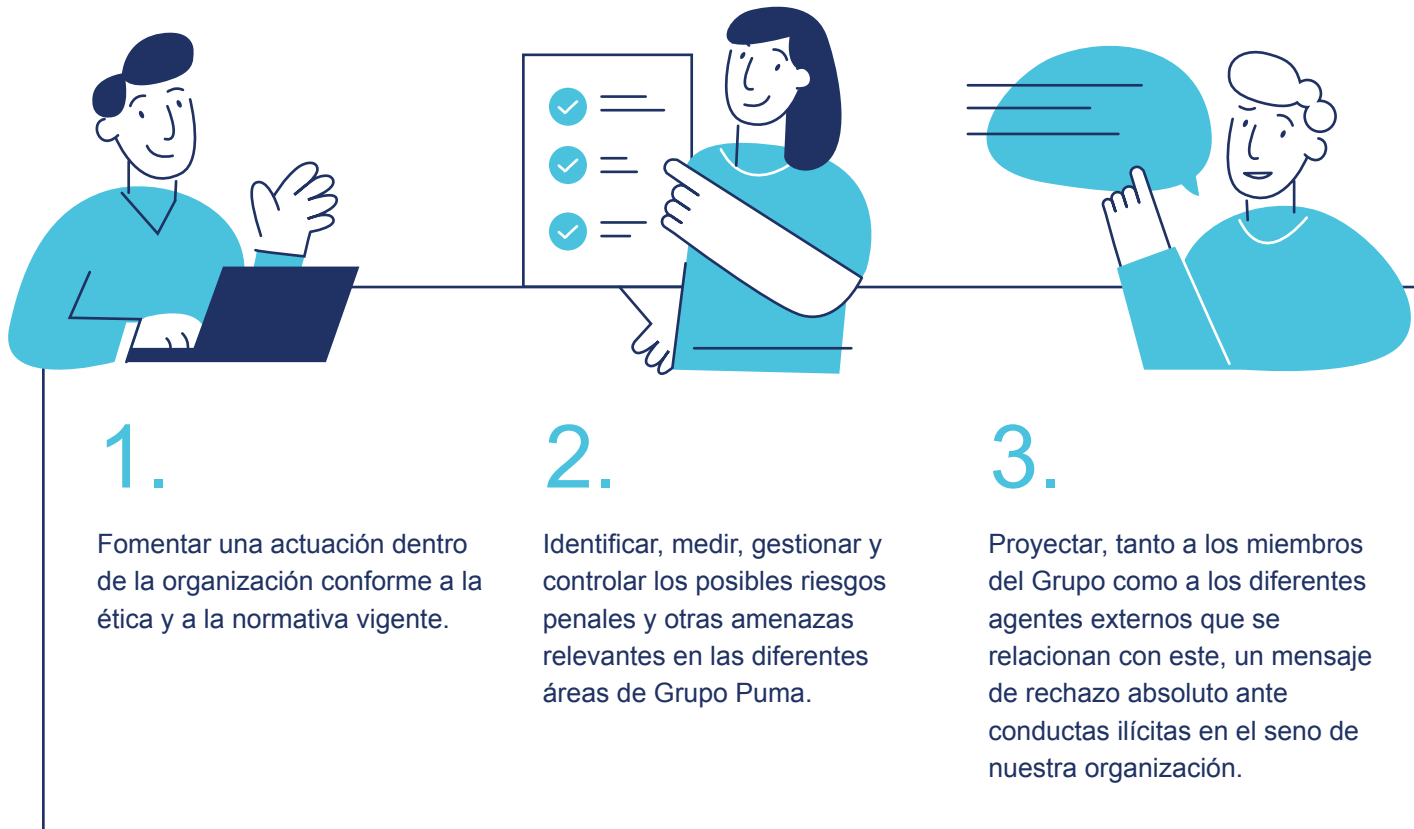 1.
Fomentar una actuación dentro
de la organización conforme a la
ética y a la normativa vigente.
2.
Identificar, medir, gestionar y
controlar los posibles riesgos
penales y otras amenazas
relevantes en las diferentes
áreas de Grupo Puma.
3.
Proyectar, tanto a los miembros
del Grupo como a los diferentes
agentes externos que se
relacionan con este, un mensaje
de rechazo absoluto ante
conductas ilícitas en el seno de
nuestra organización.